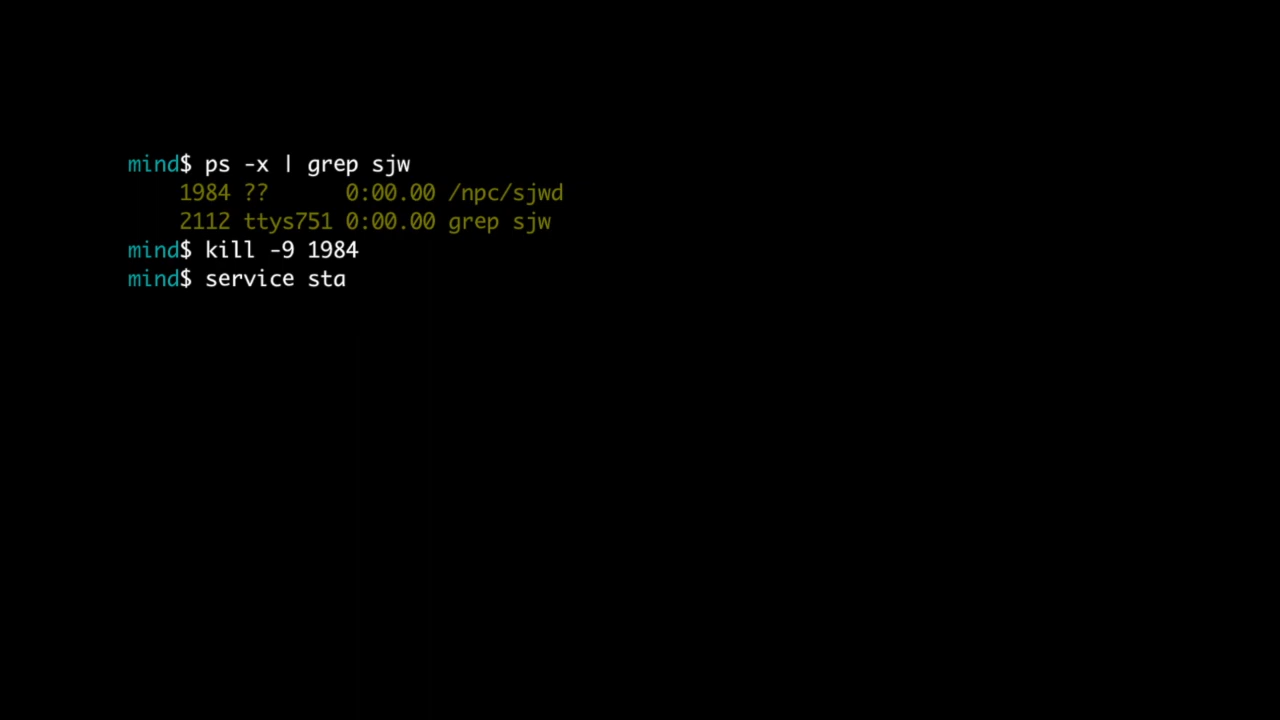 mind$ ps -x | grep sjw
1984 ?? 0:00.00 /npc/sjwd
2112 ttys751 0:00.00 grep sjw
mind$ kill -9 1984
mind$ service sta